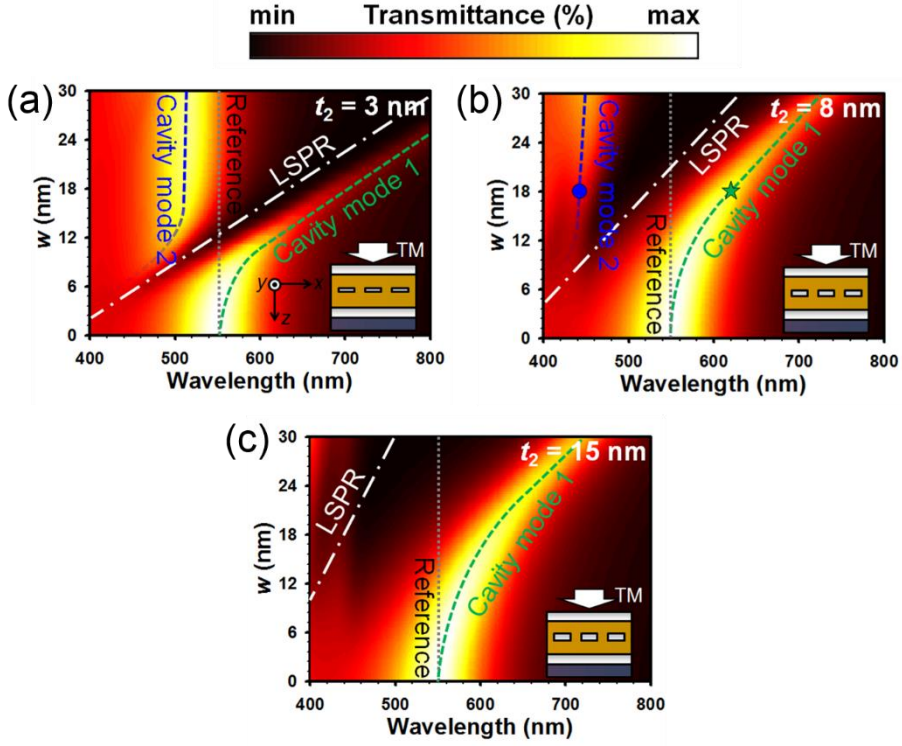 min Transmittance (%) max
(a)
t₂ = 3 nm
Cavity mode 2
Reference
LSPR
Cavity mode 1
TM
y x
z
w (nm)
30
24
18
12
6
0
400 500 600 700 800
Wavelength (nm)
(b)
t₂ = 8 nm
Cavity mode 2
LSPR
Reference
Cavity mode 1
TM
w (nm)
30
24
18
12
6
0
400 500 600 700 800
Wavelength (nm)
(c)
t₂ = 15 nm
LSPR
Reference
Cavity mode 1
TM
w (nm)
30
24
18
12
6
0
400 500 600 700 800
Wavelength (nm)